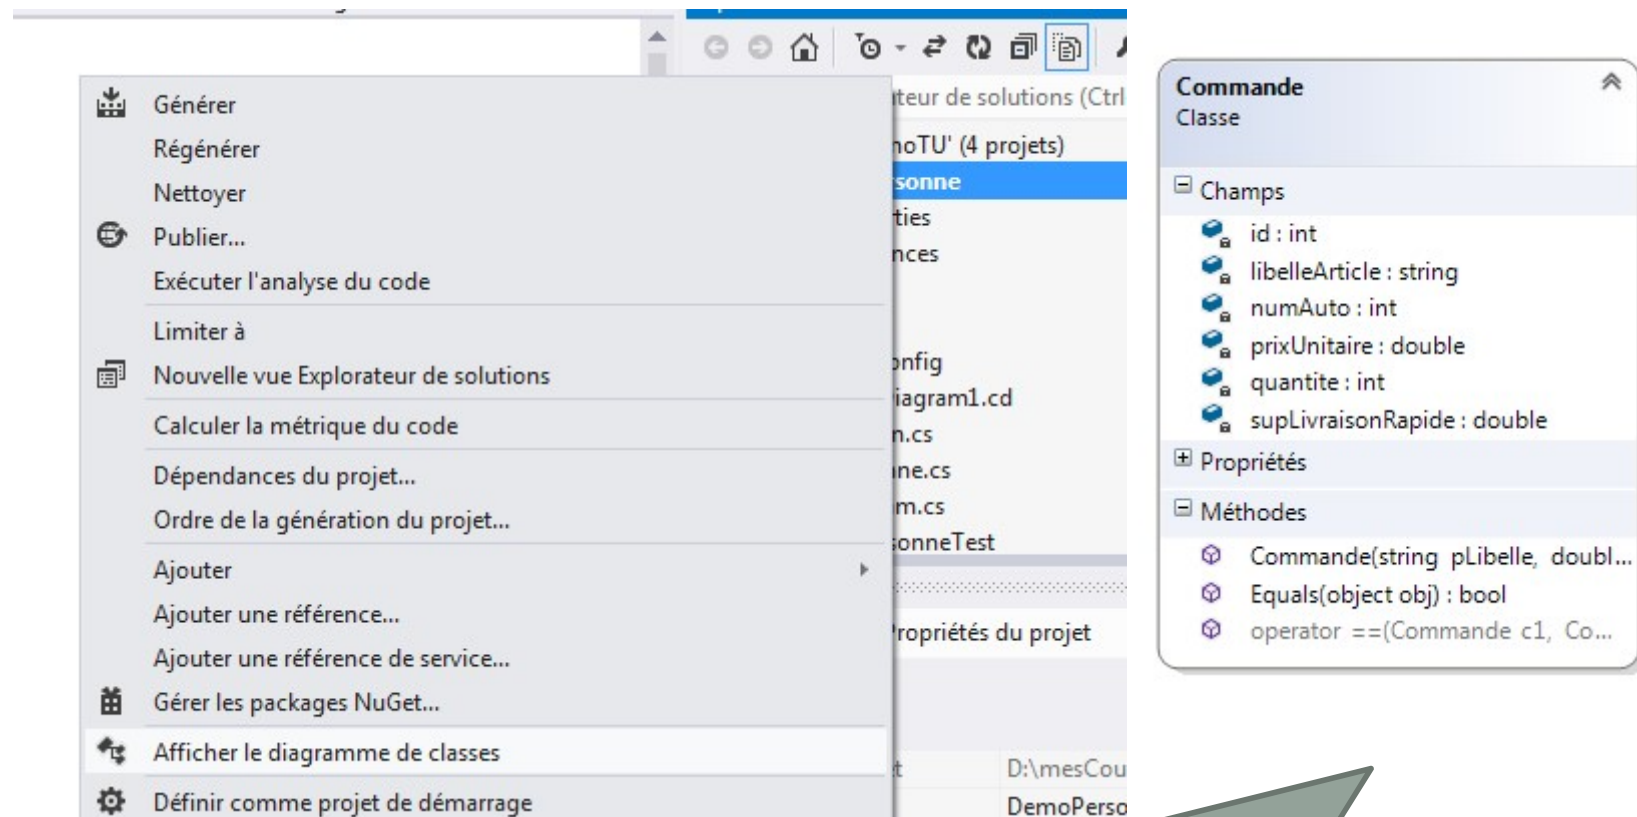 Générer
Régénérer
Nettoyer
Publier...
Exécuter l'analyse du code
Limiter à
Nouvelle vue Explorateur de solutions
Calculer la métrique du code
Dépendances du projet...
Ordre de la génération du projet...
Ajouter
Ajouter une référence...
Ajouter une référence de service...
Gérer les packages NuGet...
Afficher le diagramme de classes
Définir comme projet de démarrage
teur de solutions (Ctrl
noTU' (4 projets)
sonne
ties
nces
onfig
iagram1.cd
n.cs
ne.cs
m.cs
sonneTest
Propriétés du projet
t D:\mesCou
DemoPerso
Commande
Classe
Champs
id : int
libelleArticle : string
numAuto : int
prixUnitaire : double
quantite : int
supLivraisonRapide : double
Propriétés
Méthodes
Commande(string pLibelle, doubl...
Equals(object obj) : bool
operator ==(Commande c1, Co...